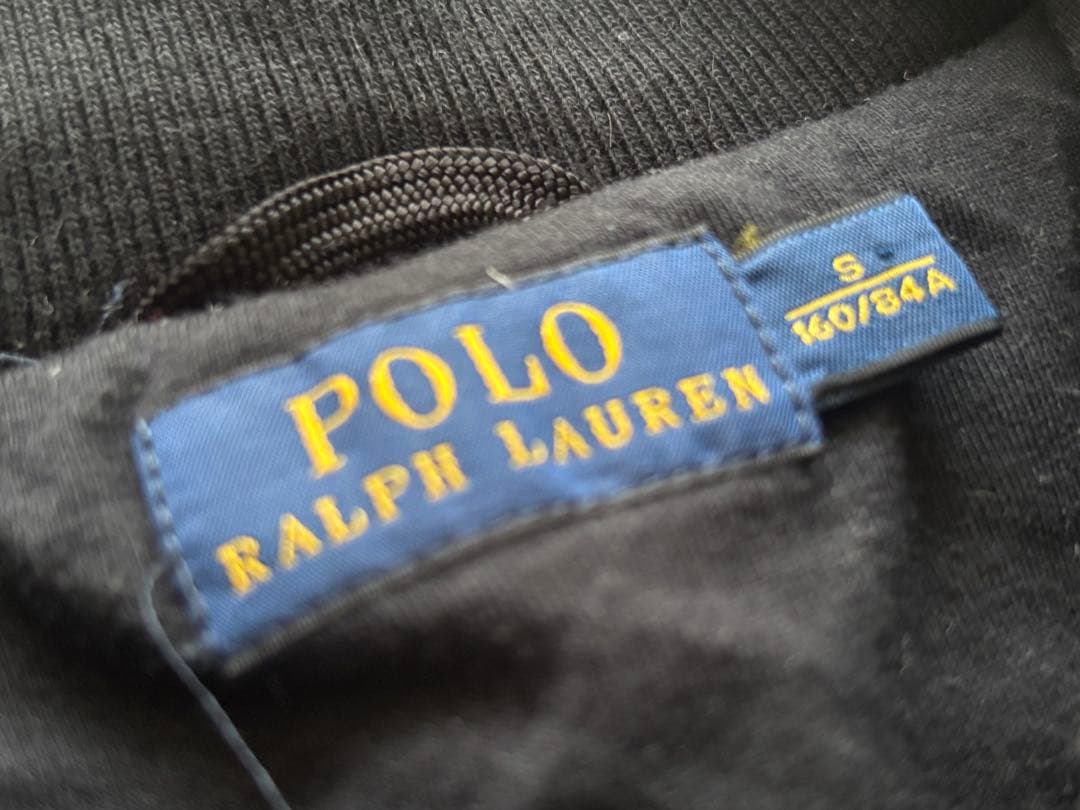 POLO
RALPH LAUREN
S
160/84A